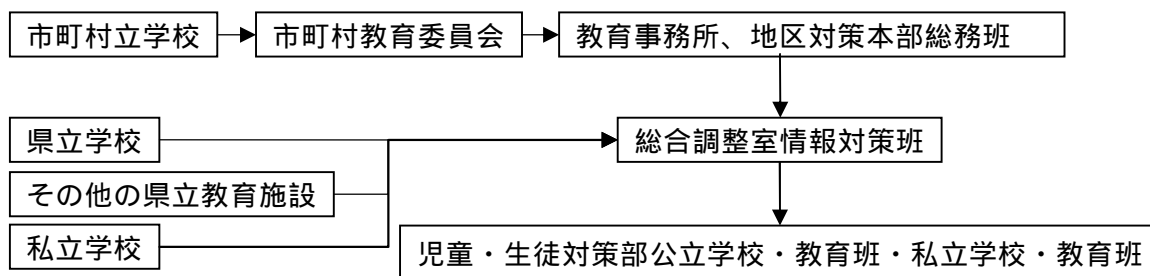 市町村立学校
市町村教育委員会
教育事務所、地区対策本部総務班
県立学校
総合調整室情報対策班
その他の県立教育施設
私立学校
児童・生徒対策部公立学校・教育班・私立学校・教育班